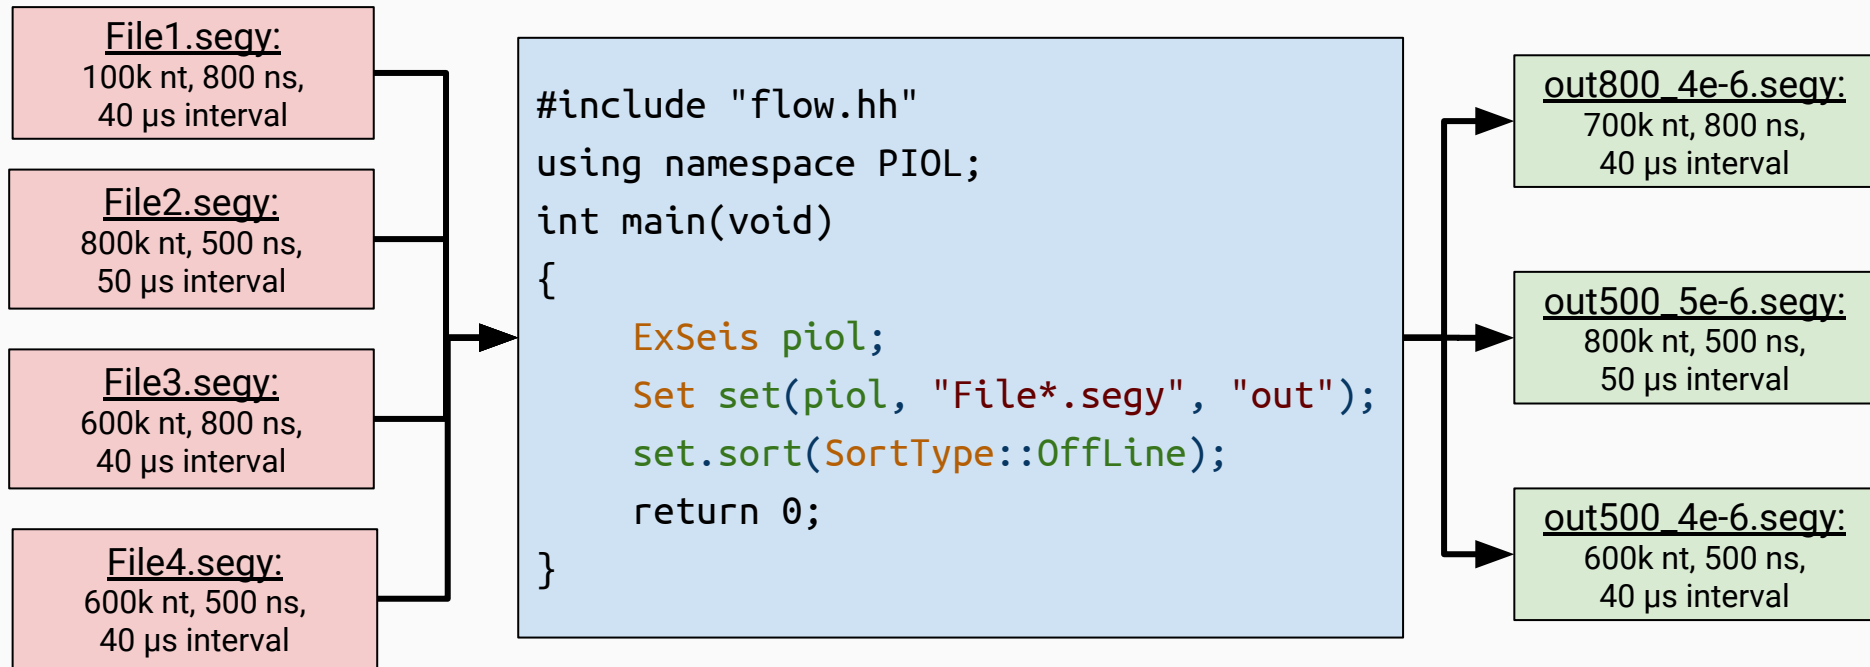 File1.segy:
100k nt, 800 ns,
40 µs interval
File2.segy:
800k nt, 500 ns,
50 µs interval
File3.segy:
600k nt, 800 ns,
40 µs interval
File4.segy:
600k nt, 500 ns,
40 µs interval
#include "flow.hh"
using namespace PIOL;
int main(void)
{
ExSeis piol;
Set set(piol, "File*.segy", "out");
set.sort(SortType::OffLine);
return 0;
}
out800_4e-6.segy:
700k nt, 800 ns,
40 µs interval
out500_5e-6.segy:
800k nt, 500 ns,
50 µs interval
out500_4e-6.segy:
600k nt, 500 ns,
40 µs interval